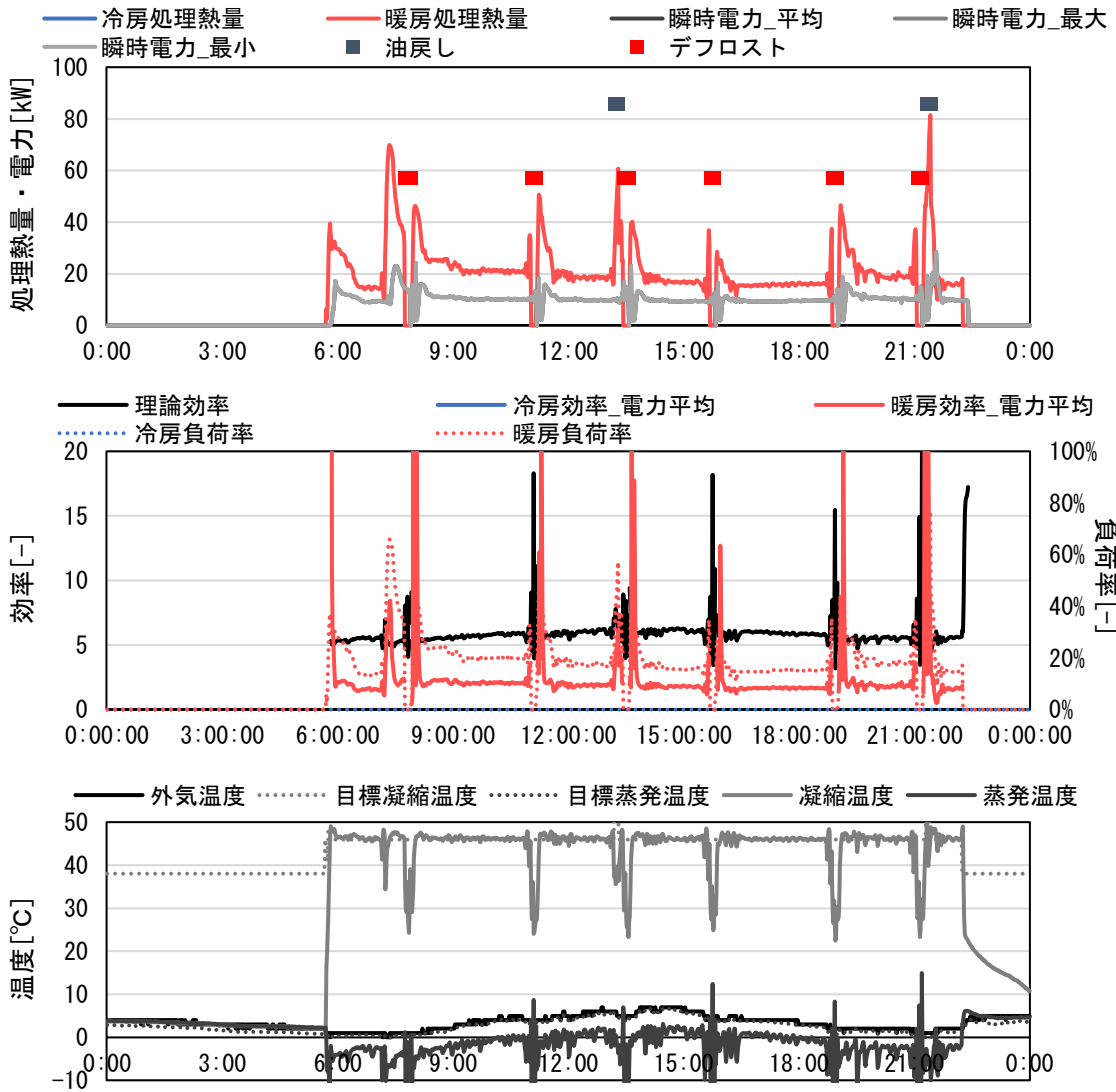 冷房処理熱量 暖房処理熱量 瞬時電力_平均 瞬時電力_最大
瞬時電力_最小 油戻し デフロスト
処理熱量・電力[kW]
100
80
60
40
20
0
0:00 3:00 6:00 9:00 12:00 15:00 18:00 21:00 0:00
理論効率 冷房効率_電力平均 暖房効率_電力平均
冷房負荷率 暖房負荷率
効率[-]
20
15
10
5
0
100%
80%
60%
40%
20%
0%
負荷率[-]
0:00:00 3:00:00 6:00:00 9:00:00 12:00:00 15:00:00 18:00:00 21:00:00 0:00:00
外気温度 目標凝縮温度 目標蒸発温度 凝縮温度 蒸発温度
温度[℃]
50
40
30
20
10
0
-10
0:00 3:00 6:00 9:00 12:00 15:00 18:00 21:00 0:00